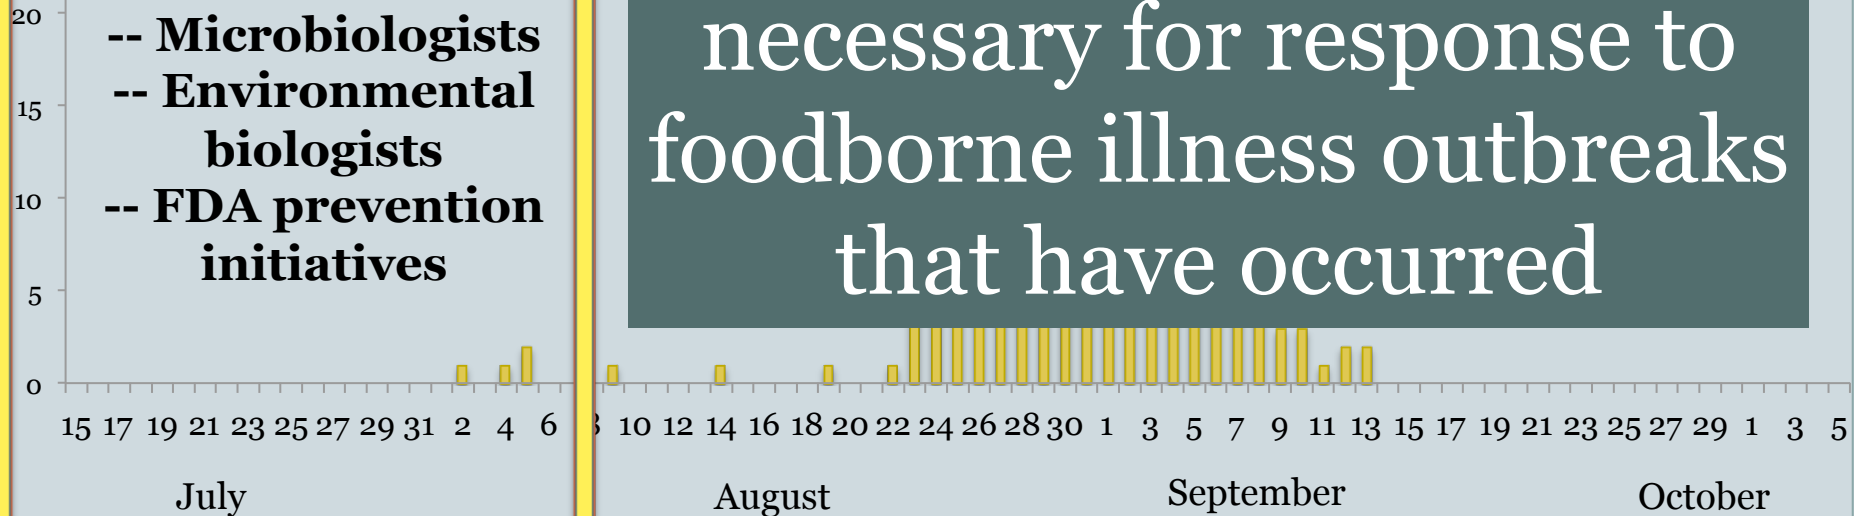 20
15
10
5
0
-- Microbiologists
-- Environmental
biologists
-- FDA prevention
initiatives
necessary for response to
foodborne illness outbreaks
that have occurred
15 17 19 21 23 25 27 29 31 2 4 6 8 10 12 14 16 18 20 22 24 26 28 30 1 3 5 7 9 11 13 15 17 19 21 23 25 27 29 1 3 5
July August September October